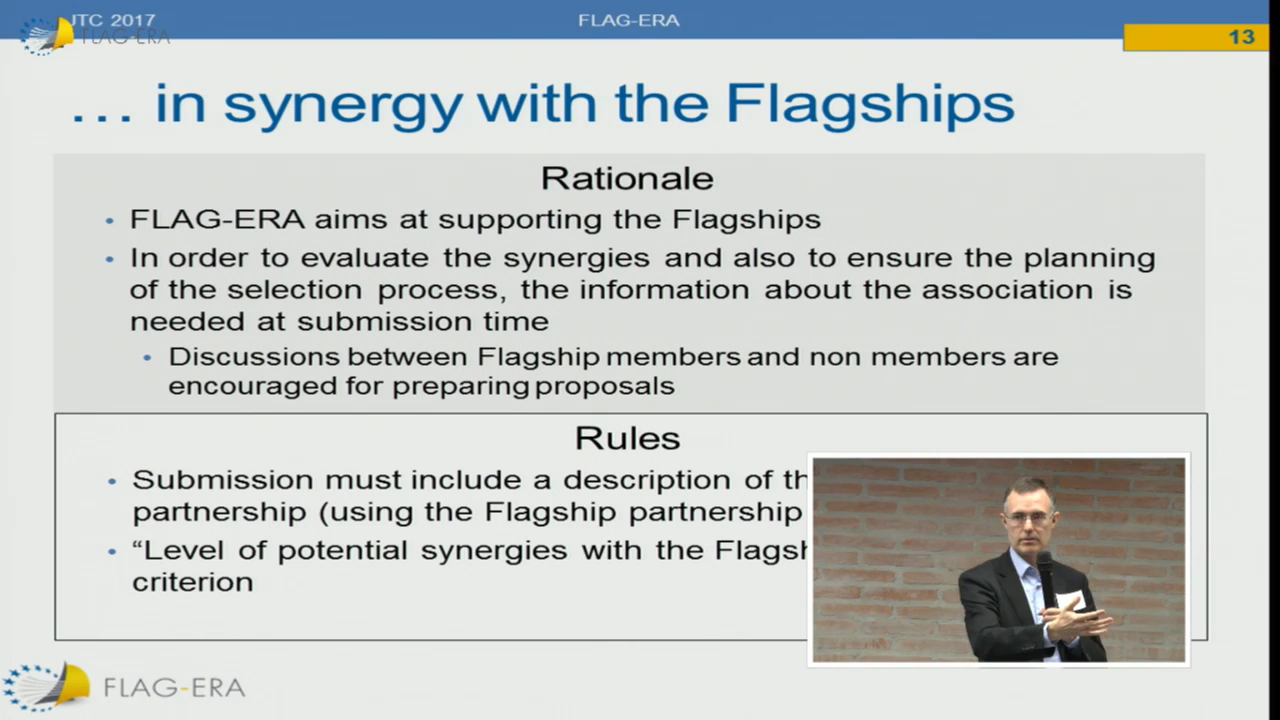 JTC 2017
FLAG-ERA
FLAG-ERA
13
… in synergy with the Flagships
Rationale
• FLAG-ERA aims at supporting the Flagships
• In order to evaluate the synergies and also to ensure the planning
of the selection process, the information about the association is
needed at submission time
• Discussions between Flagship members and non members are
encouraged for preparing proposals
Rules
• Submission must include a description of
partnership (using the Flagship partnership
• “Level of potential synergies with the
criterion
FLAG-ERA